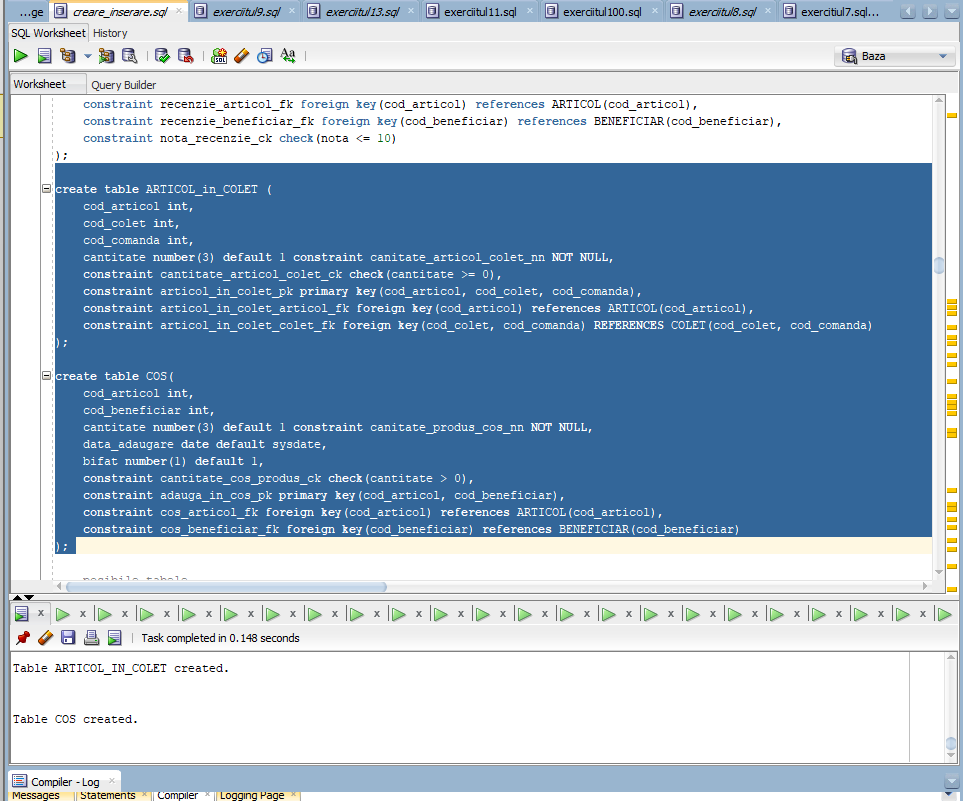 ...ge creare_inserare.sql exerciitul9.sql exerciitul13.sql exerciitul11.sql exerciitul100.sql exerciitul8.sql exercitiul7.sql...
SQL Worksheet History
Aa
Baza
Worksheet Query Builder
constraint recenzie_articol_fk foreign key(cod_articol) references ARTICOL(cod_articol),
constraint recenzie_beneficiar_fk foreign key(cod_beneficiar) references BENEFICIAR(cod_beneficiar),
constraint nota_recenzie_ck check(nota <= 10)
);
create table ARTICOL_in_COLET (
cod_articol int,
cod_colet int,
cod_comanda int,
cantitate number(3) default 1 constraint canitate_articol_colet_nn NOT NULL,
constraint cantitate_articol_colet_ck check(cantitate >= 0),
constraint articol_in_colet_pk primary key(cod_articol, cod_colet, cod_comanda),
constraint articol_in_colet_articol_fk foreign key(cod_articol) references ARTICOL(cod_articol),
constraint articol_in_colet_colet_fk foreign key(cod_colet, cod_comanda) REFERENCES COLET(cod_colet, cod_comanda)
);
create table COS(
cod_articol int,
cod_beneficiar int,
cantitate number(3) default 1 constraint canitate_produs_cos_nn NOT NULL,
data_adaugare date default sysdate,
bifat number(1) default 1,
constraint cantitate_cos_produs_ck check(cantitate > 0),
constraint adauga_in_cos_pk primary key(cod_articol, cod_beneficiar),
constraint cos_articol_fk foreign key(cod_articol) references ARTICOL(cod_articol),
constraint cos_beneficiar_fk foreign key(cod_beneficiar) references BENEFICIAR(cod_beneficiar)
);
Task completed in 0.148 seconds
Table ARTICOL_IN_COLET created.
Table COS created.
Compiler - Log
Messages Statements Compiler Logging Page